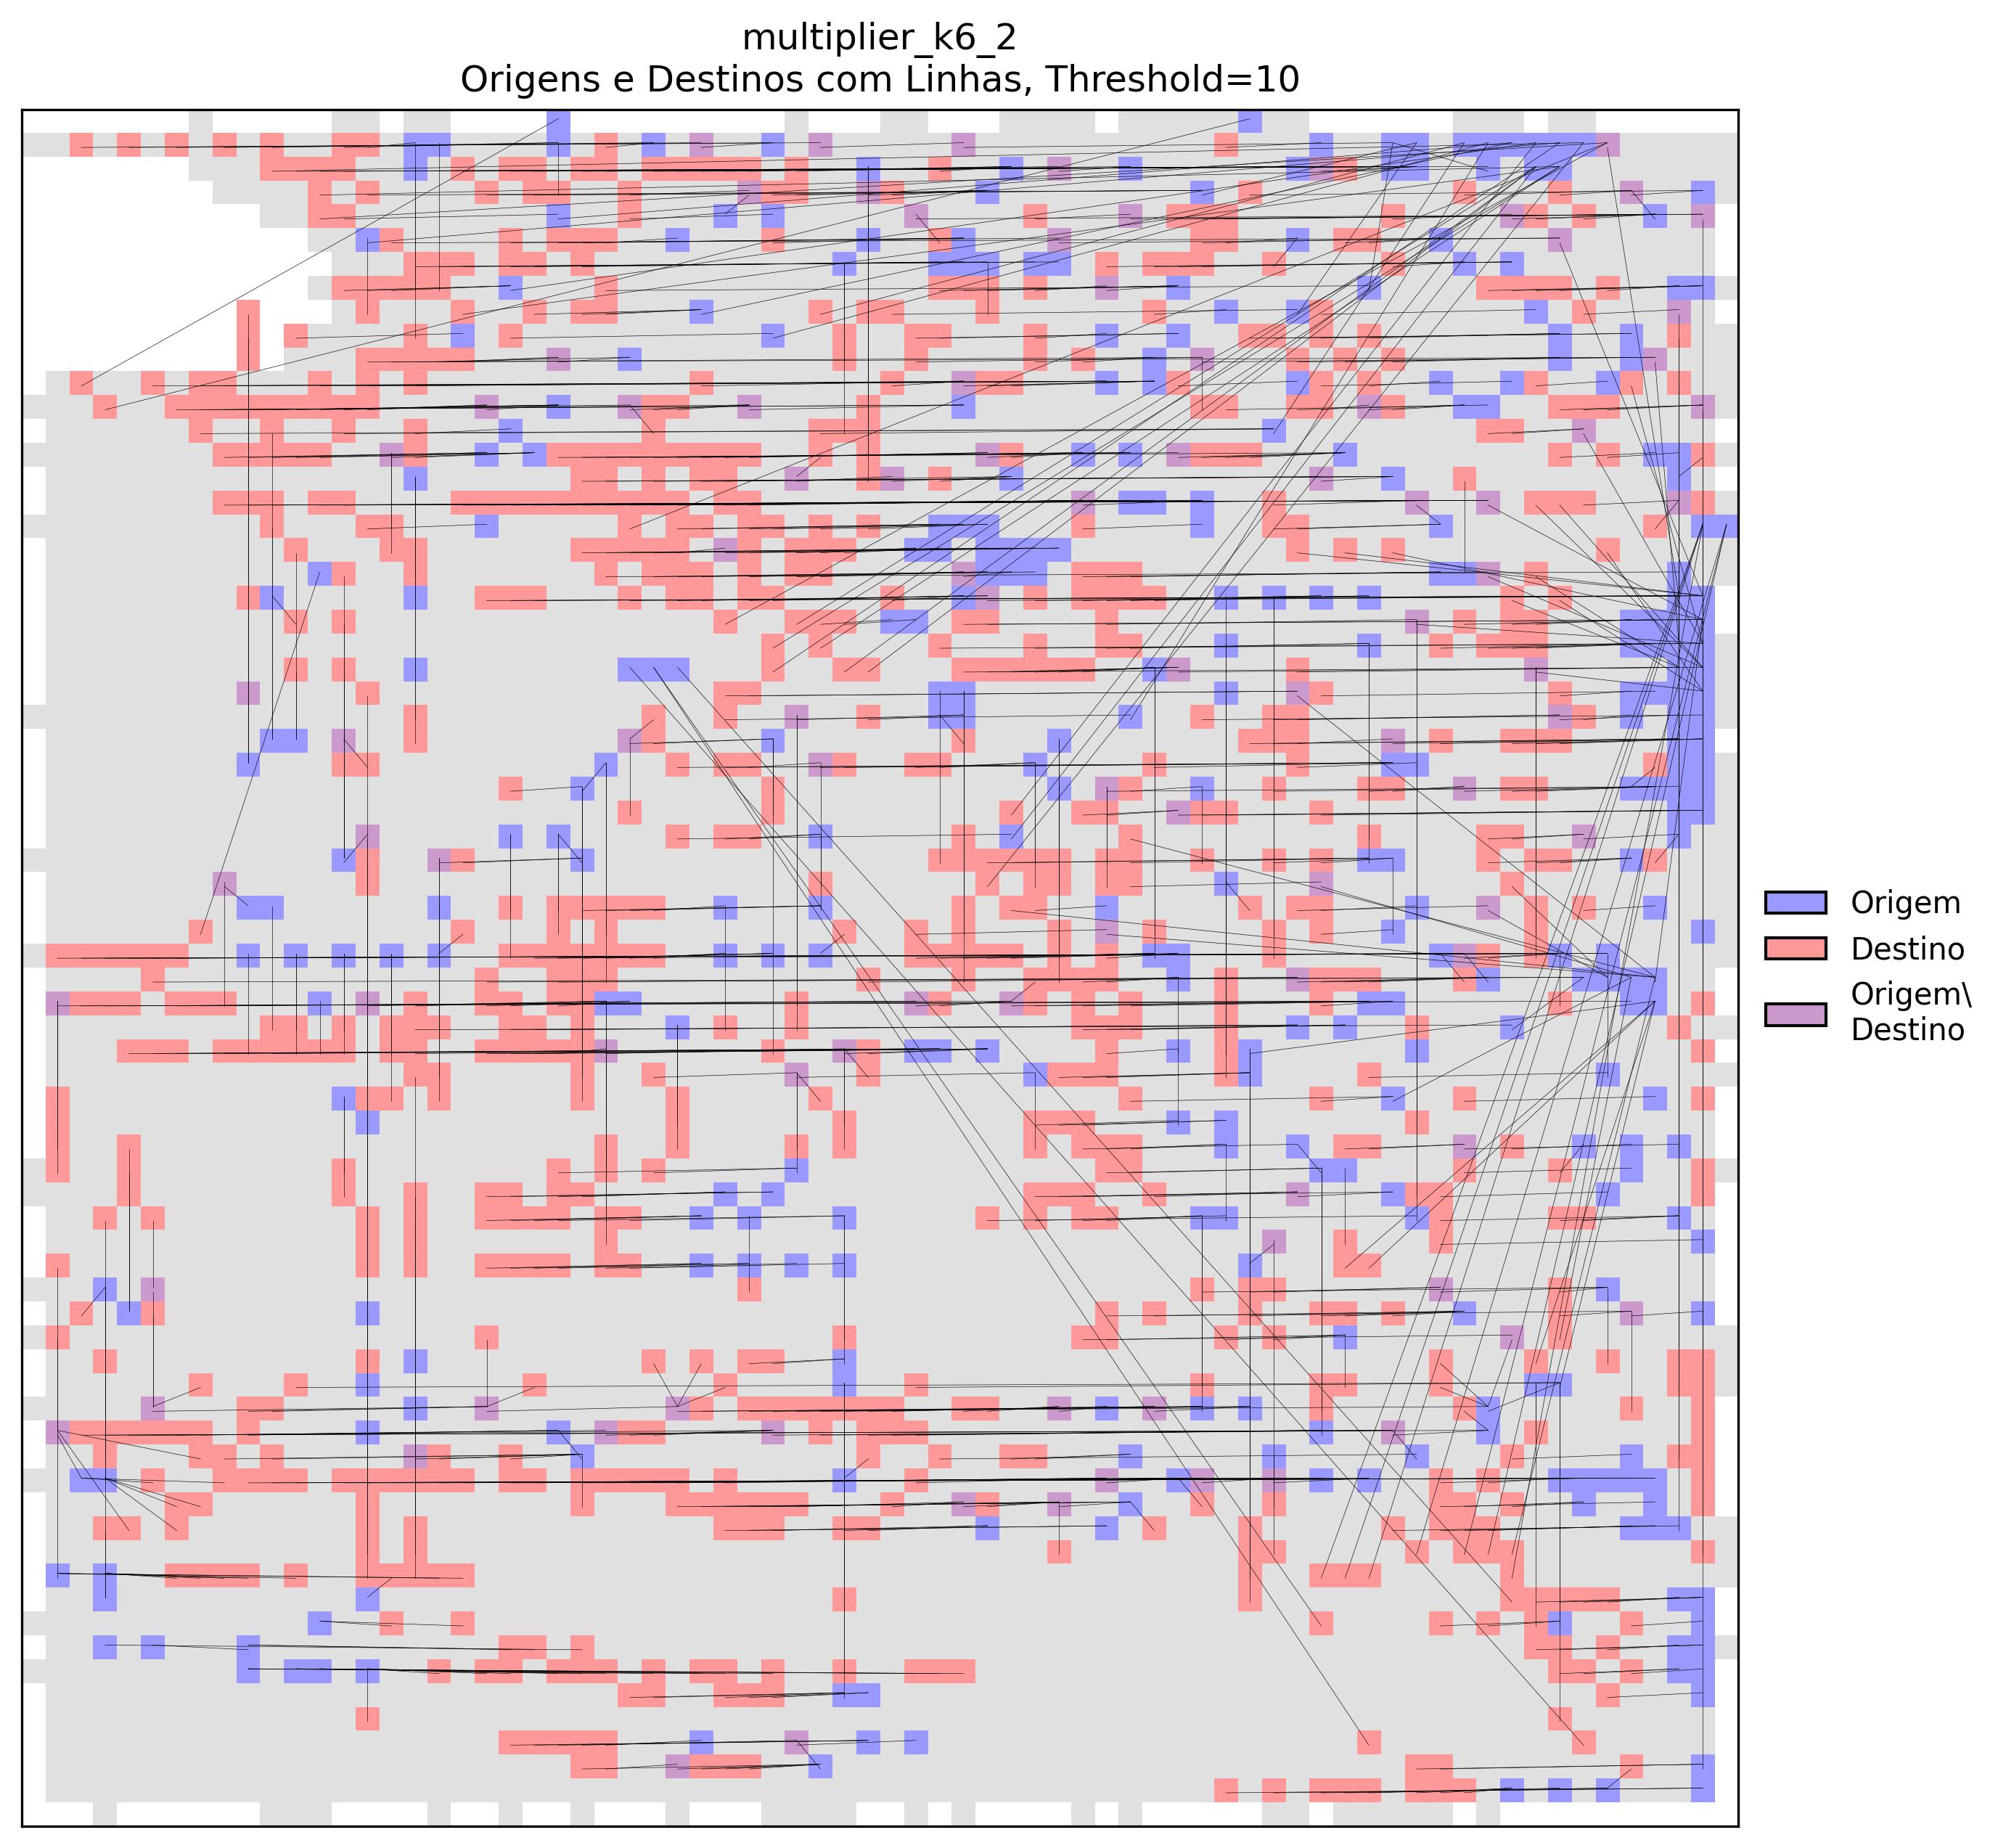 multiplier_k6_2
Origens e Destinos com Linhas, Threshold=10
Origem
Destino
Origem\
Destino